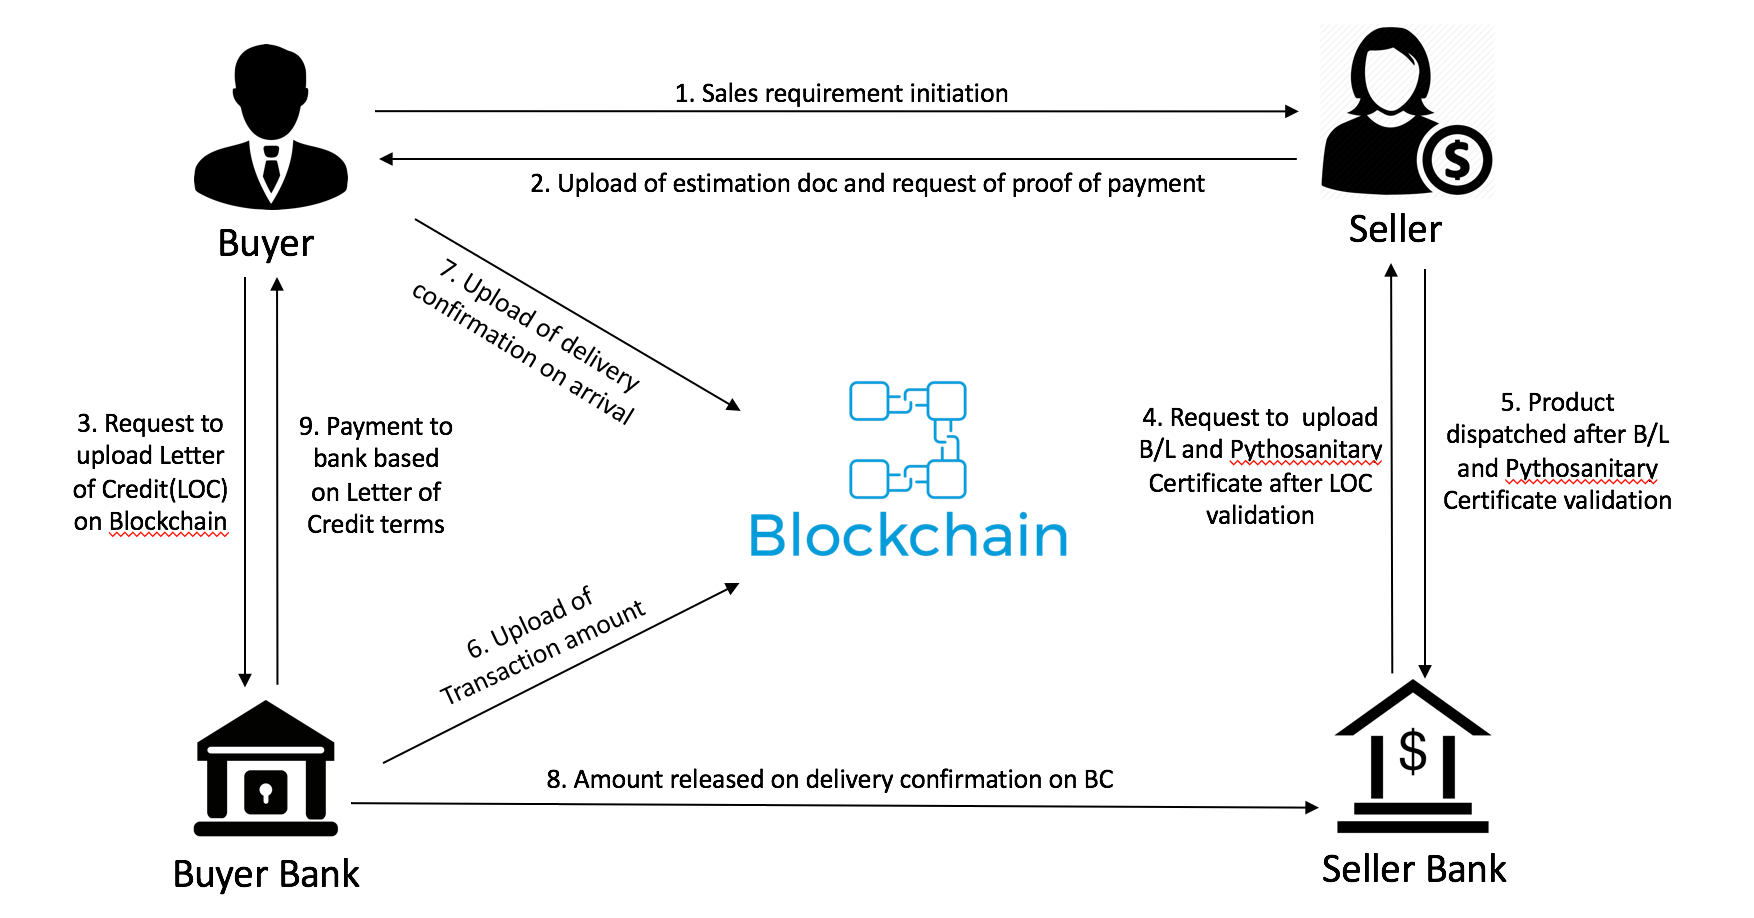 1. Sales requirement initiation
2. Upload of estimation doc and request of proof of payment
$
Buyer
Seller
7. Upload of delivery
confirmation on arrival
3. Request to
upload Letter
of Credit(LOC)
on Blockchain
9. Payment to
bank based
on Letter of
Credit terms
Blockchain
4. Request to  upload
B/L and Pythosanitary
Certificate after LOC
validation
5. Product
dispatched after B/L
and Pythosanitary
Certificate validation
6. Upload of
Transaction amount
8. Amount released on delivery confirmation on BC
$
Buyer Bank
Seller Bank